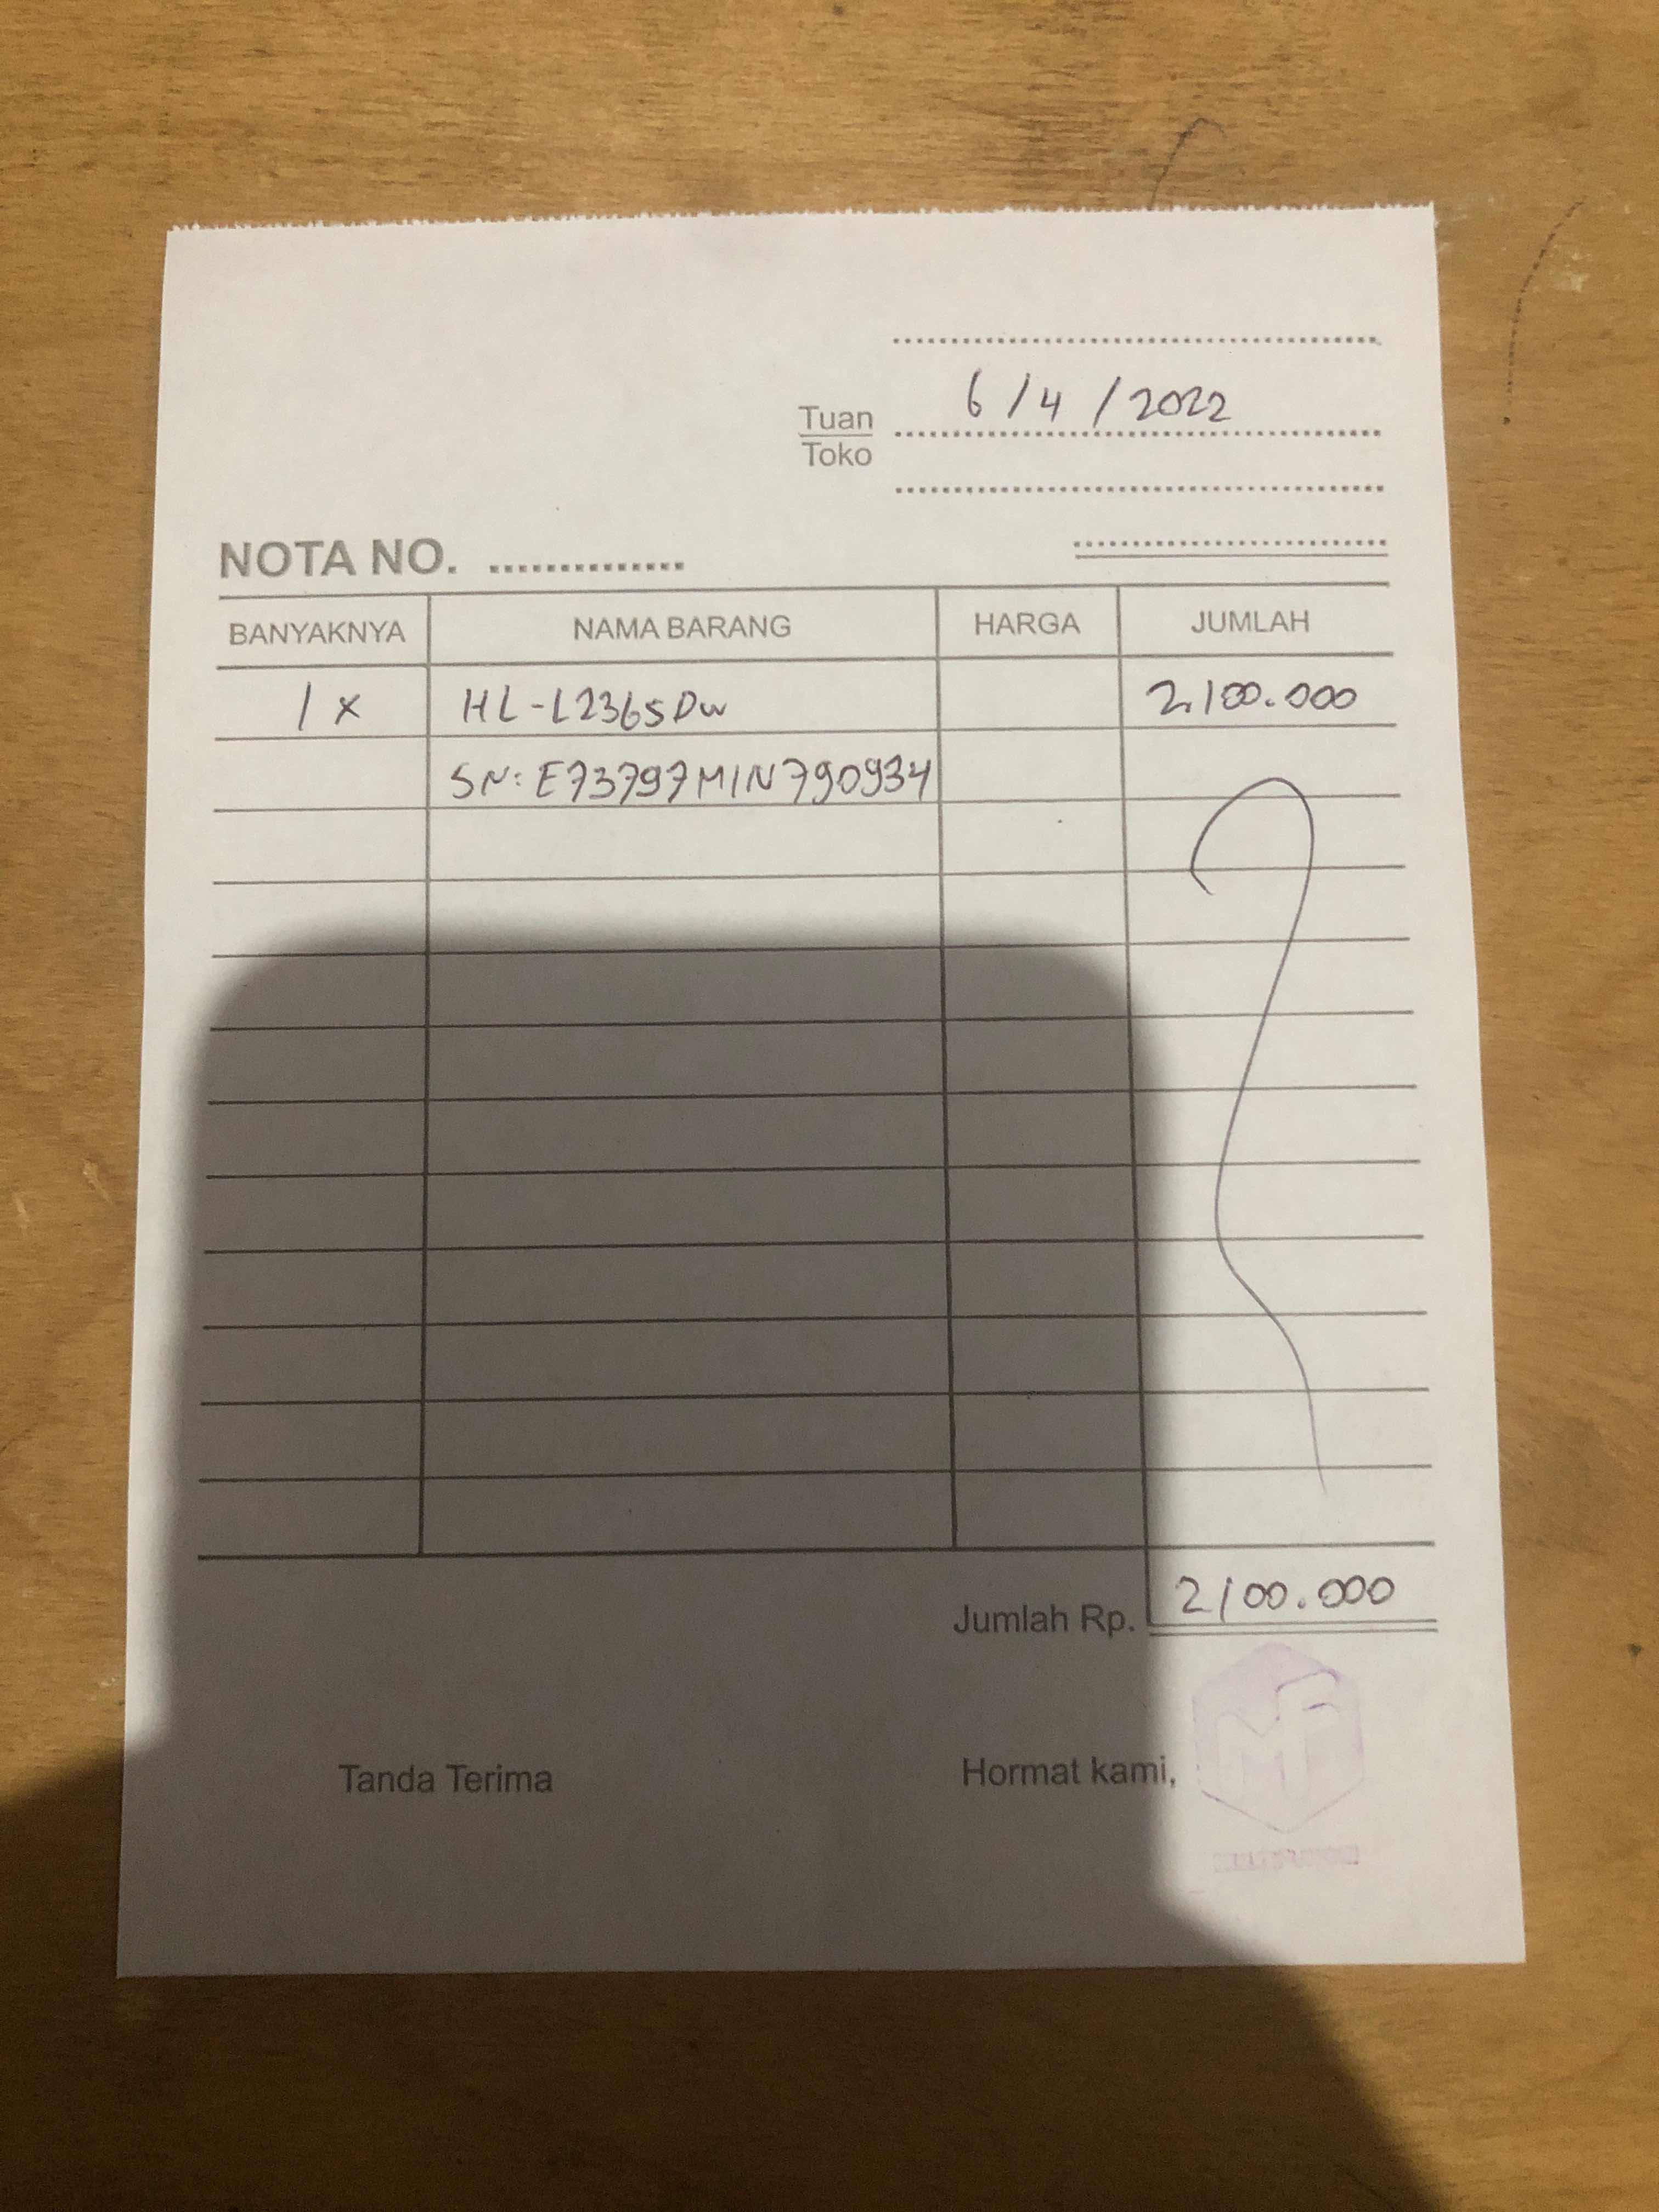 6/4/2022
Tuan
Toko
NOTA NO. ..............
BANYAKNYA NAMA BARANG HARGA JUMLAH
1 x HL-L2365Dw 2.100.000
SN: E73797M1N790934
Jumlah Rp. 2100.000
Tanda Terima Hormat kami,